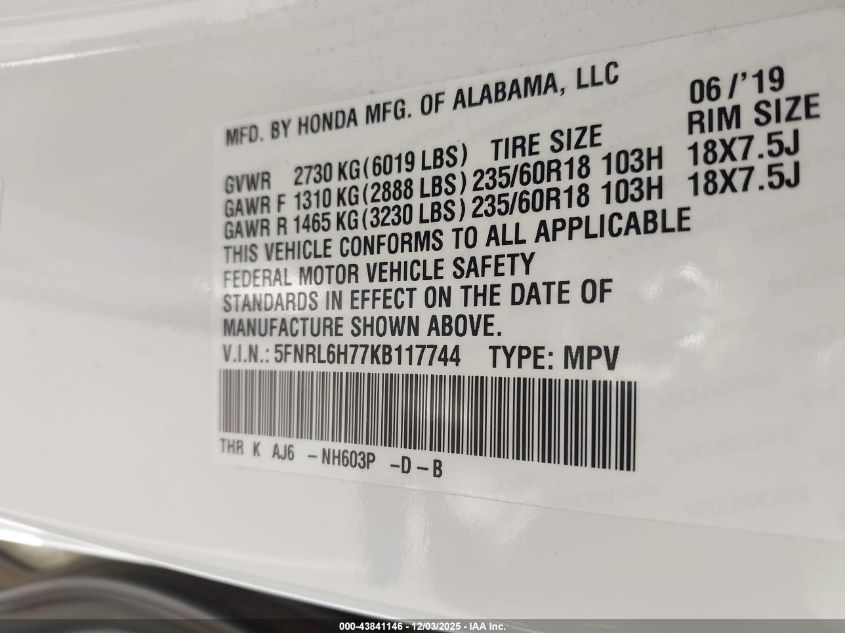 MFD. BY HONDA MFG. OF ALABAMA, LLC 06/'19
TIRE SIZE RIM SIZE
GVWR 2730 KG(6019 LBS)
GAWR F 1310 KG(2888 LBS) 235/60R18 103H 18X7.5J
GAWR R 1465 KG(3230 LBS) 235/60R18 103H 18X7.5J
THIS VEHICLE CONFORMS TO ALL APPLICABLE
FEDERAL MOTOR VEHICLE SAFETY
STANDARDS IN EFFECT ON THE DATE OF
MANUFACTURE SHOWN ABOVE.
V.I.N.: 5FNRL6H77KB117744 TYPE: MPV
THR K AJ6 -NH603P -D-B
000-43841146 - 12/03/2025 - IAA Inc.